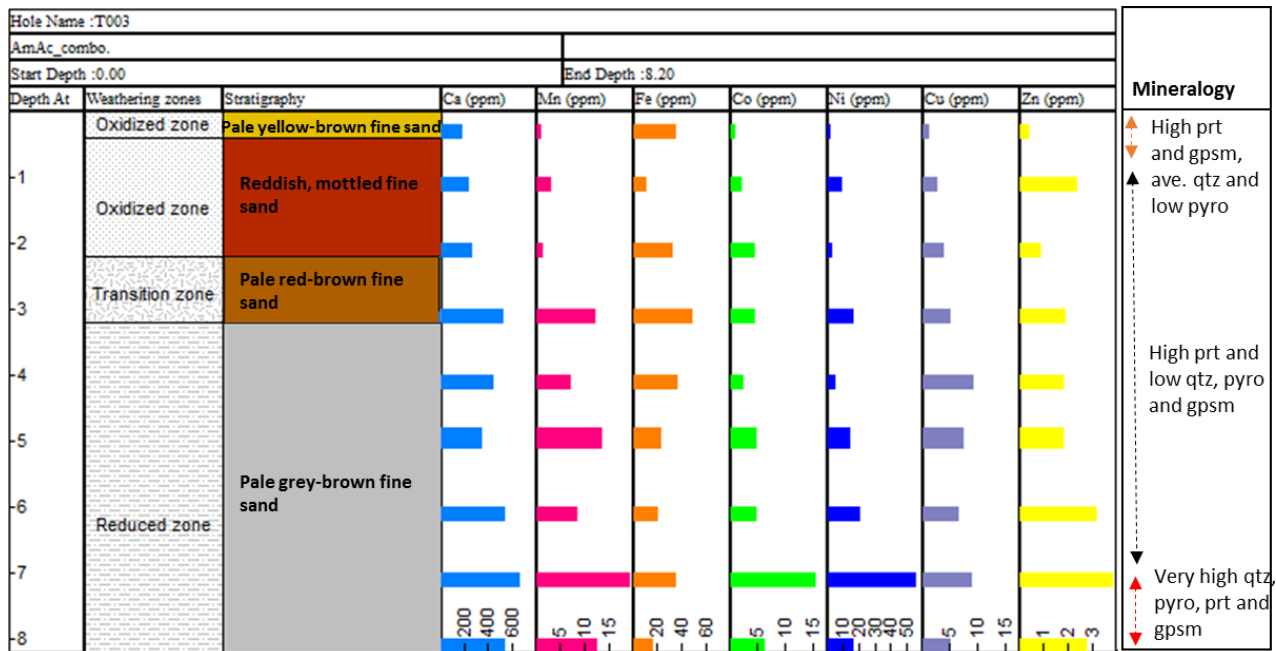 Hole Name :T003
AmAc_combo.
Start Depth :0.00 End Depth :8.20
Depth At Weathering zones Stratigraphy Ca (ppm) Mn (ppm) Fe (ppm) Co (ppm) Ni (ppm) Cu (ppm) Zn (ppm)
Mineralogy
Oxidized zone
Pale yellow-brown fine sand
High prt
and gpsm,
ave. qtz and
low pyro
-1
Reddish, mottled fine
sand
Oxidized zone
-2
Pale red-brown fine
sand
Transition zone
-3
High prt and
low qtz, pyro
and gpsm
-4
-5
Pale grey-brown fine
sand
-6
Reduced zone
-7
Very high qtz,
pyro, prt and
gpsm
-8
200 400 600
5 10 15
20 40 60
5 10 15
10 20 30 40 50
5 10 15
1 2 3